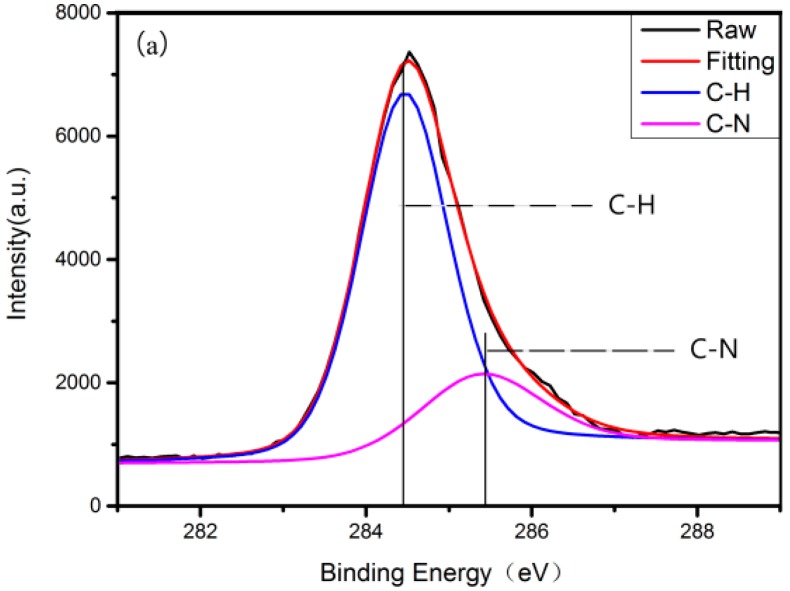 8000
(a)
Raw
Fitting
C-H
C-N
6000
Intensity(a.u.)
C-H
4000
C-N
2000
0
282
284
286
288
Binding Energy（eV）